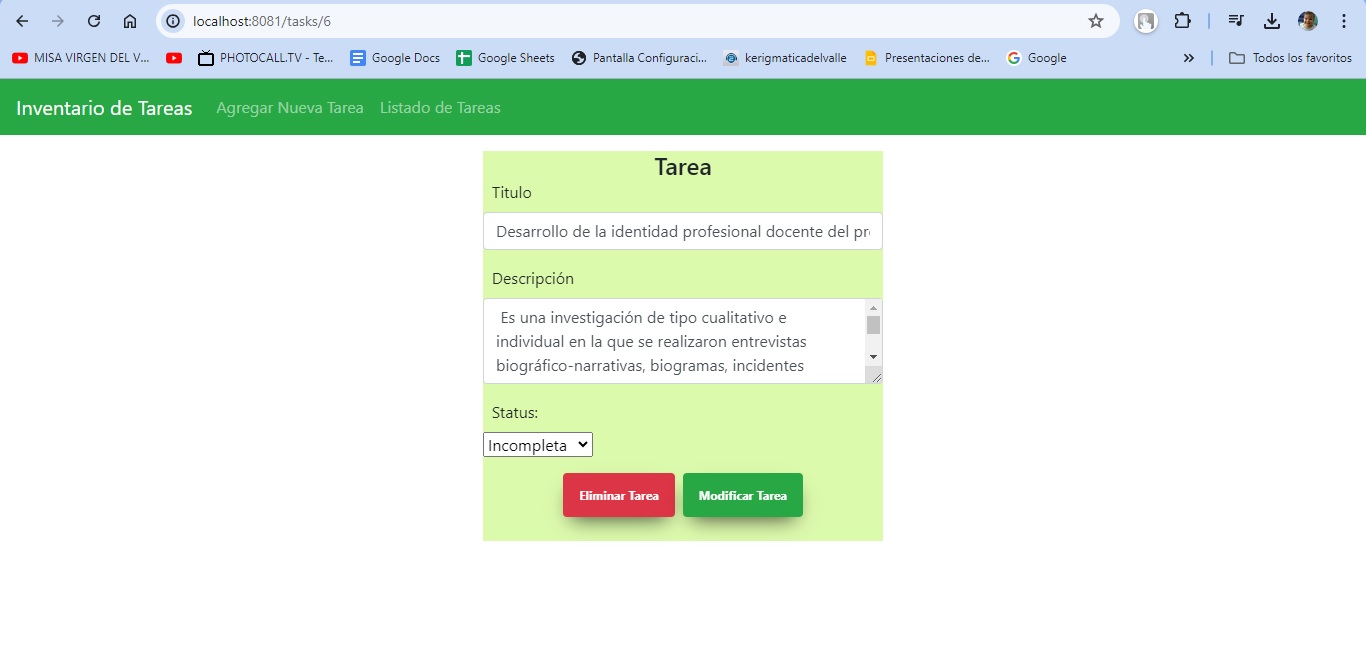 localhost:8081/tasks/6
MISA VIRGEN DEL V... PHOTOCALL.TV - Te... Google Docs Google Sheets Pantalla Configuraci... kerigmaticadelvalle Presentaciones de... Google » Todos los favoritos
Inventario de Tareas Agregar Nueva Tarea Listado de Tareas
Tarea
Titulo
Desarrollo de la identidad profesional docente del pr
Descripción
Es una investigación de tipo cualitativo e
individual en la que se realizaron entrevistas
biográfico-narrativas, biogramas, incidentes
Status:
Incompleta
Eliminar Tarea Modificar Tarea